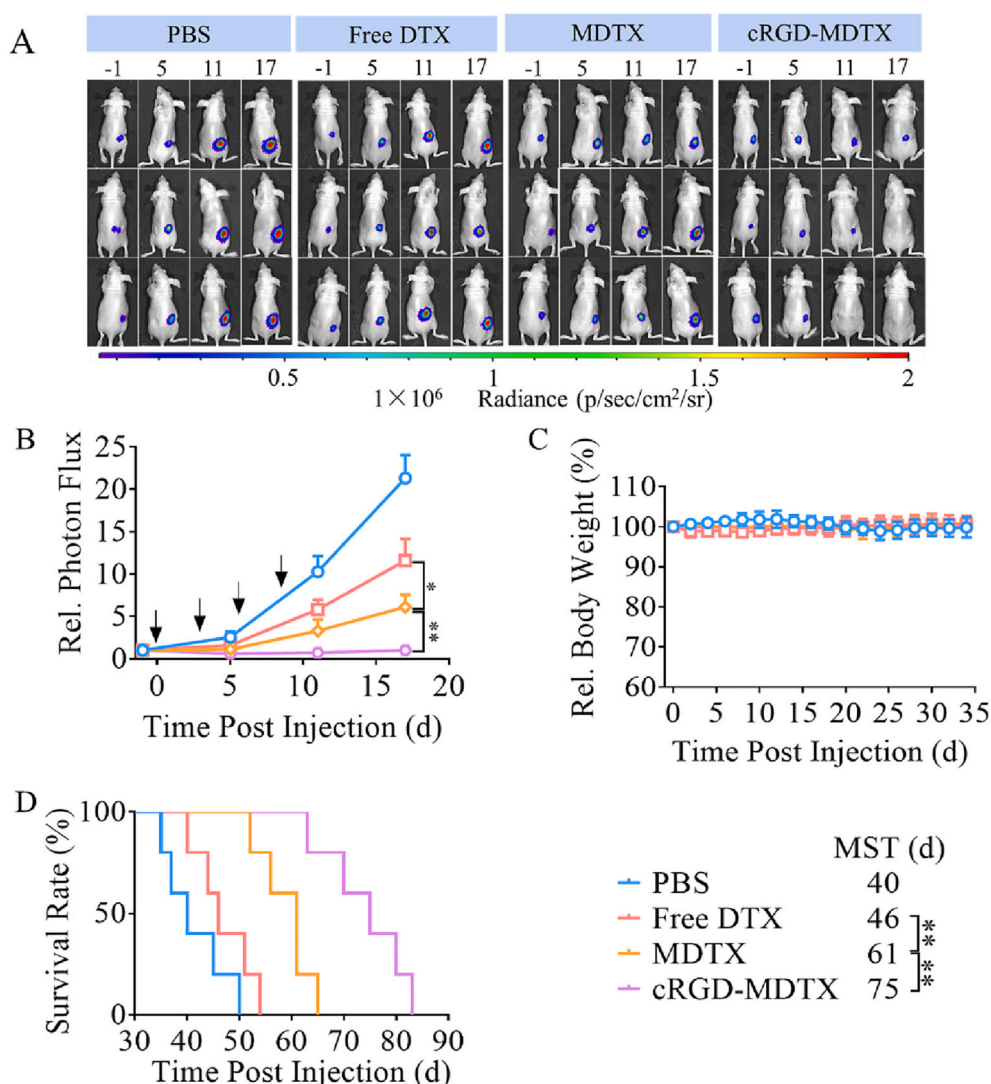 A
PBS Free DTX MDTX cRGD-MDTX
-1 5 11 17 -1 5 11 17 -1 5 11 17 -1 5 11 17
0.5 1 1.5 2
1×10⁶ Radiance (p/sec/cm²/sr)
B
Rel. Photon Flux
25
20
15
10
5
0
0 5 10 15 20
Time Post Injection (d)
*
**
C
Rel. Body Weight (%)
110
100
90
80
70
60
0 5 10 15 20 25 30 35
Time Post Injection (d)
D
Survival Rate (%)
100
50
0
30 40 50 60 70 80 90
Time Post Injection (d)
MST (d)
PBS 40
Free DTX 46
MDTX 61
cRGD-MDTX 75
**
**